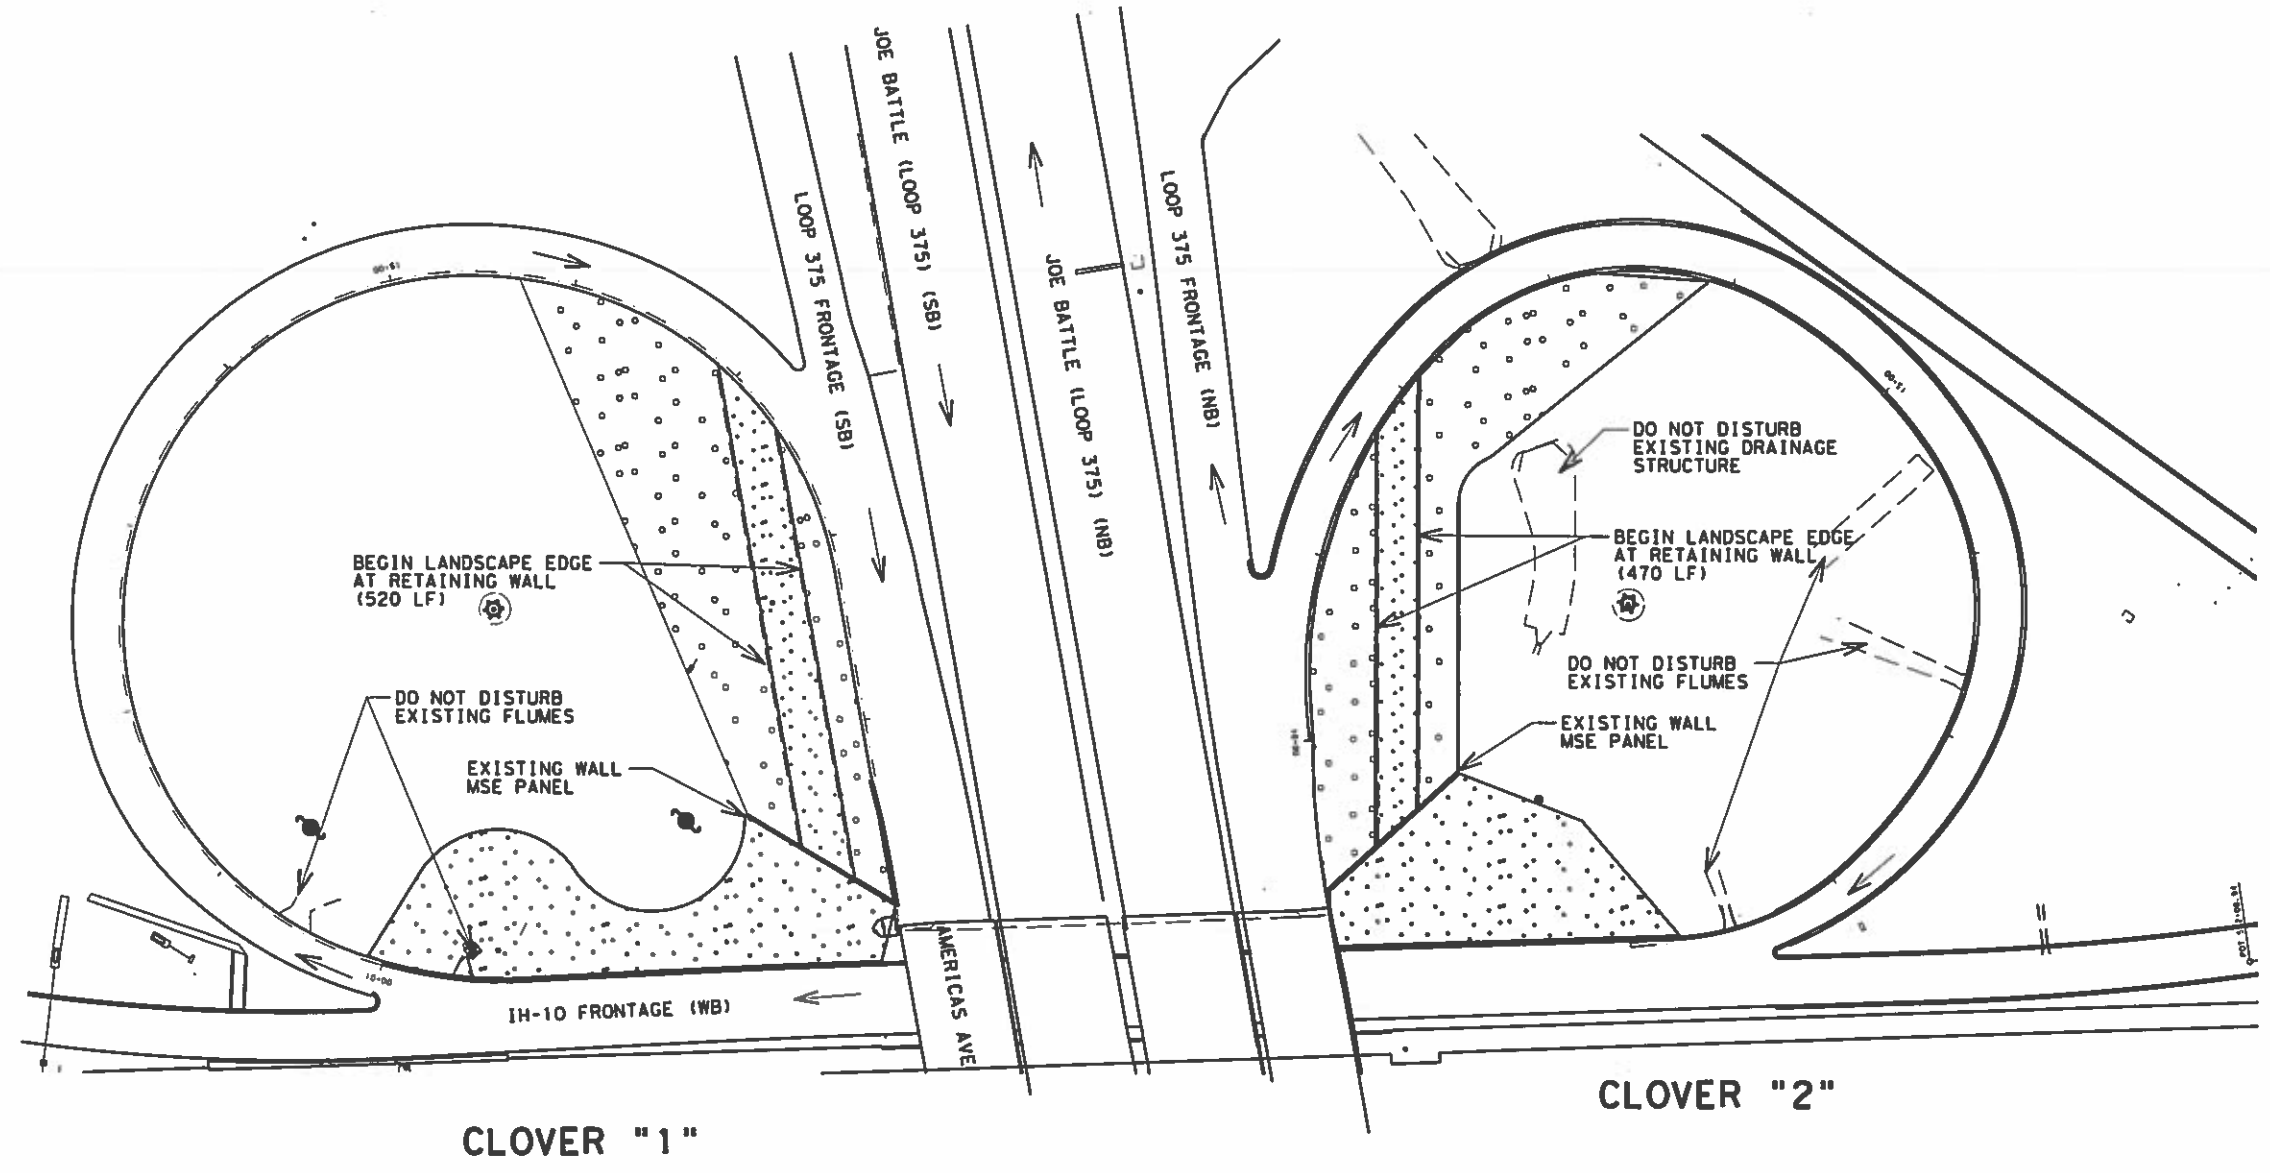 JOE BATTLE (LOOP 375) (SB)
LOOP 375 FRONTAGE (SB)
JOE BATTLE (LOOP 375) (NB)
LOOP 375 FRONTAGE (NB)
BEGIN LANDSCAPE EDGE
AT RETAINING WALL
(520 LF)
DO NOT DISTURB
EXISTING FLUMES
EXISTING WALL
MSE PANEL
DO NOT DISTURB
EXISTING DRAINAGE
STRUCTURE
BEGIN LANDSCAPE EDGE
AT RETAINING WALL
(470 LF)
DO NOT DISTURB
EXISTING FLUMES
EXISTING WALL
MSE PANEL
IH-10 FRONTAGE (WB)
AMERICAS AVE
CLOVER "1"
CLOVER "2"